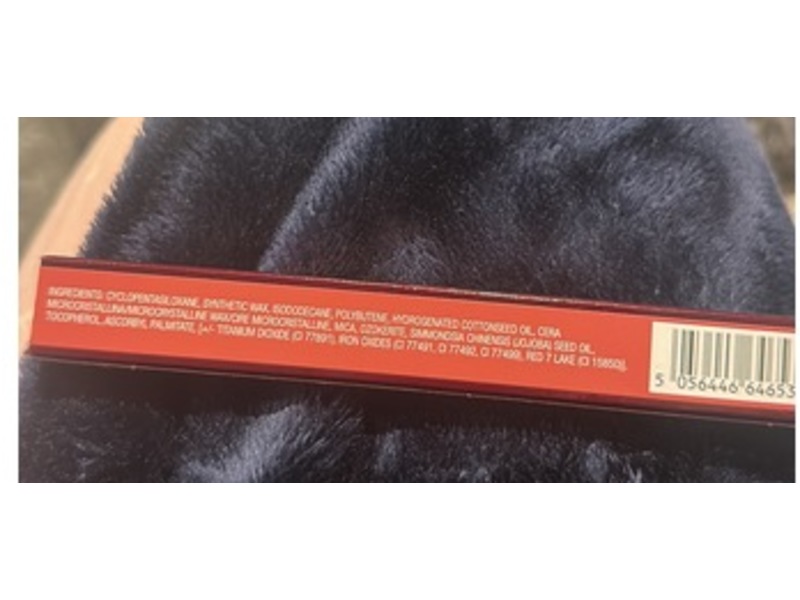 INGREDIENTS: CYCLOPENTASILOXANE, SYNTHETIC WAX, ISODODECANE, POLYBUTENE, HYDROGENATED COTTONSEED OIL, CERA
MICROCRISTALLINA/MICROCRYSTALLINE WAX/CIRE MICROCRISTALLINE, MICA, OZOKERITE, SIMMONDSIA CHINENSIS (JOJOBA) SEED OIL,
TOCOPHEROL, ASCORBYL PALMITATE, [+/- TITANIUM DIOXIDE (CI 77891), IRON OXIDES (CI 77491, CI 77492, CI 77499), RED 7 LAKE (CI 15850)].
5 056446 64653